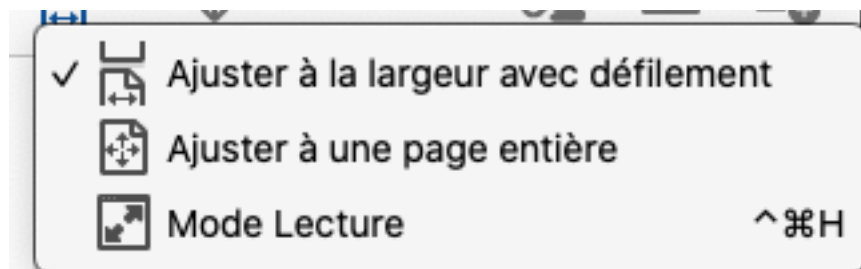 Ajuster à la largeur avec défilement
Ajuster à une page entière
Mode Lecture ^⌘H